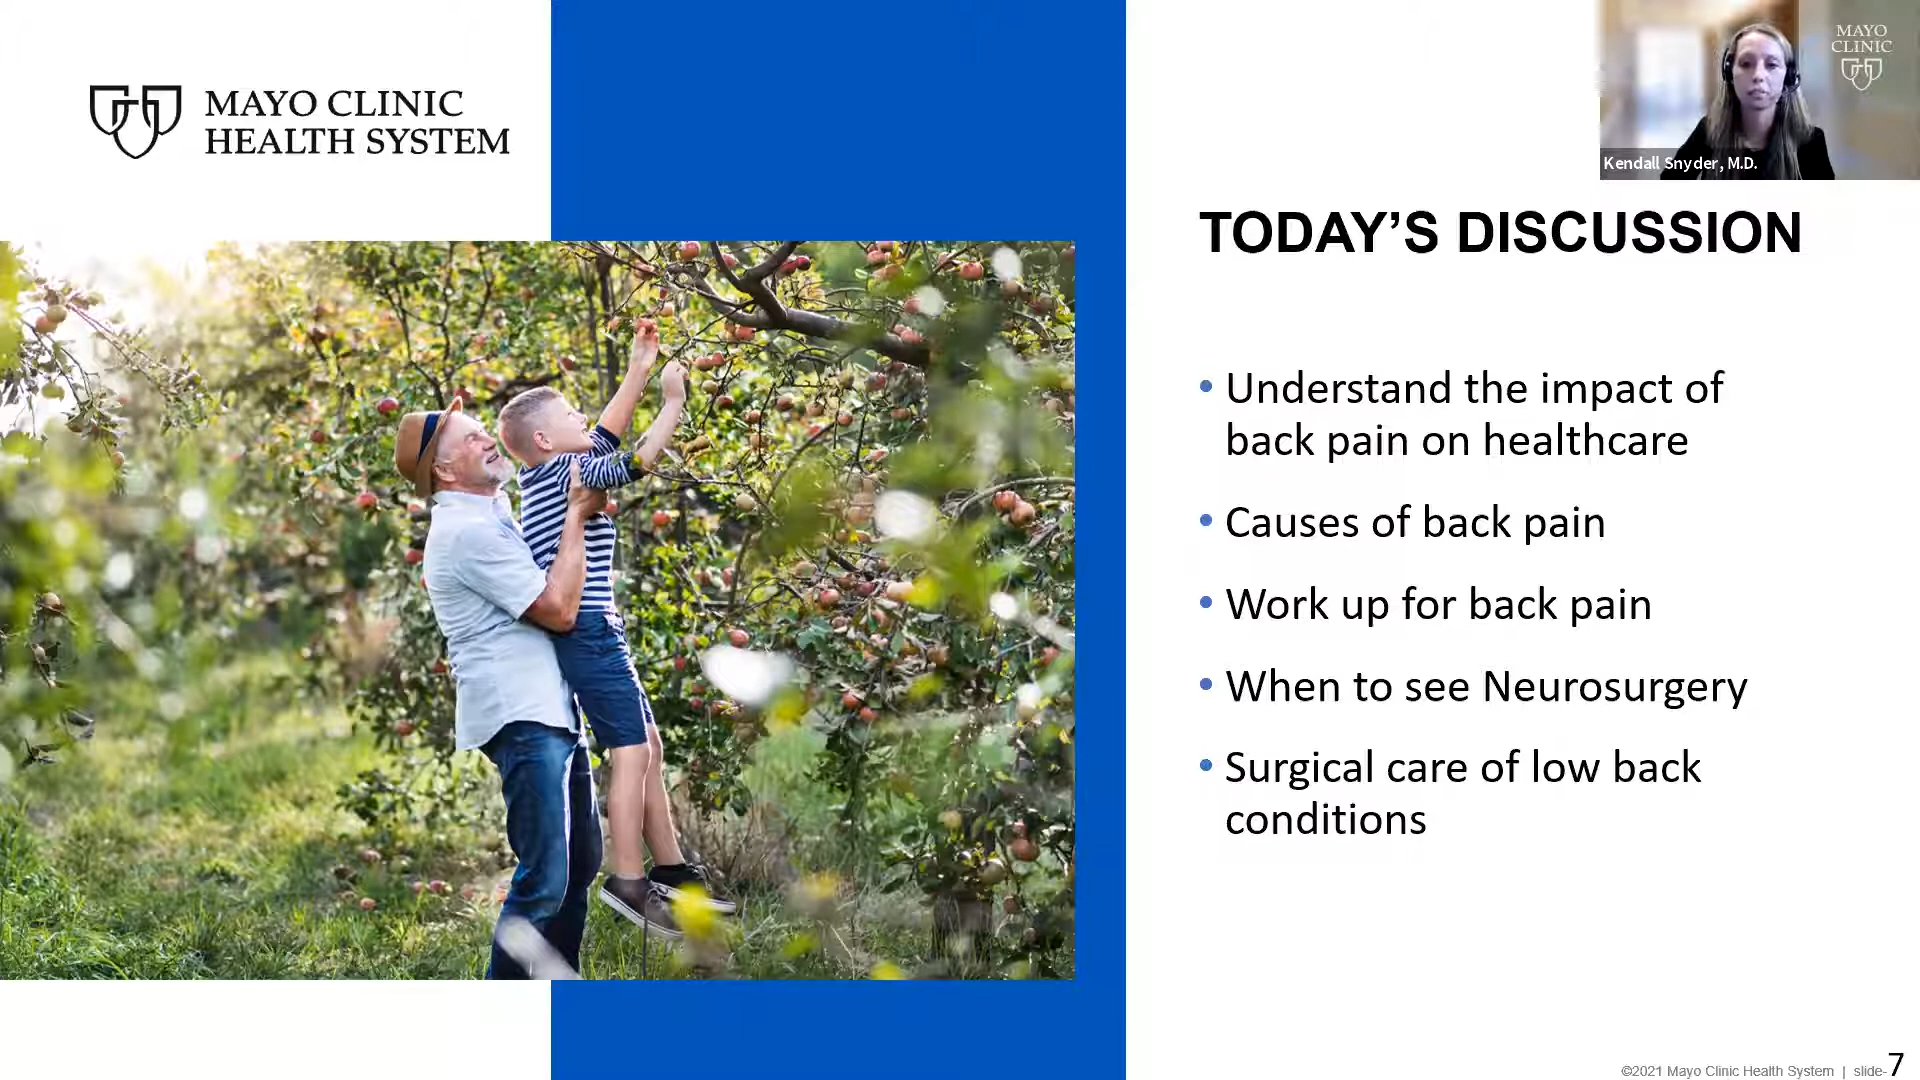 MAYO CLINIC
HEALTH SYSTEM
MAYO
CLINIC
Kendall Snyder, M.D.
TODAY’S DISCUSSION
• Understand the impact of
back pain on healthcare
• Causes of back pain
• Work up for back pain
• When to see Neurosurgery
• Surgical care of low back
conditions
©2021 Mayo Clinic Health System | slide-7